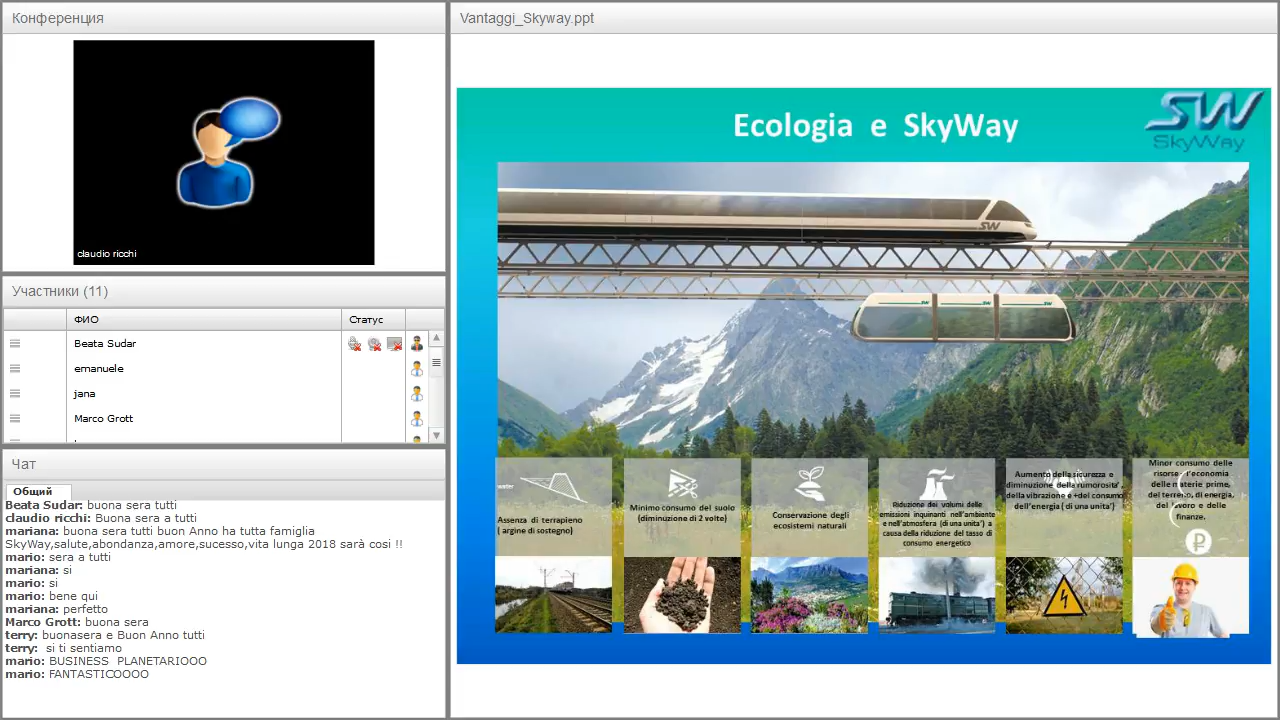 Конференция
claudio ricchi
Участники (11)
ФИО
Статус
Beata Sudar
emanuele
jana
Marco Grott
Чат
Общий
Beata Sudar: buona sera tutti
claudio ricchi: Buona sera a tutti
mariana: buona sera tutti buon Anno ha tutta famiglia
SkyWay,salute,abondanza,amore,sucesso,vita lunga 2018 sarà cosi !!
mario: sera a tutti
mariana: si
mario: si
mario: bene qui
mariana: perfetto
Marco Grott: buona sera
terry: buonasera e Buon Anno tutti
terry: si ti sentiamo
mario: BUSINESS PLANETARIOOO
mario: FANTASTICOOOO
Vantaggi_Skyway.ppt
Ecologia e SkyWay
SW
SkyWay
SW
SW
SW
SW
water
Assenza di terrapieno
( argine di sostegno)
Minimo consumo del suolo
(diminuzione di 2 volte)
Conservazione degli
ecosistemi naturali
Riduzione dei volumi delle
emissioni inquinanti nell'ambiente
e nell'atmosfera (di una unita') a
causa della riduzione del tasso di
consumo energetico
Aumento della sicurezza e
diminuzione della rumorosita',
della vibrazione e +del consumo
dell'energia ( di una unita')
Minor consumo delle
risorse dell'economia
delle materie prime,
del terreno, di energia,
del lavoro e delle
finanze.
₽